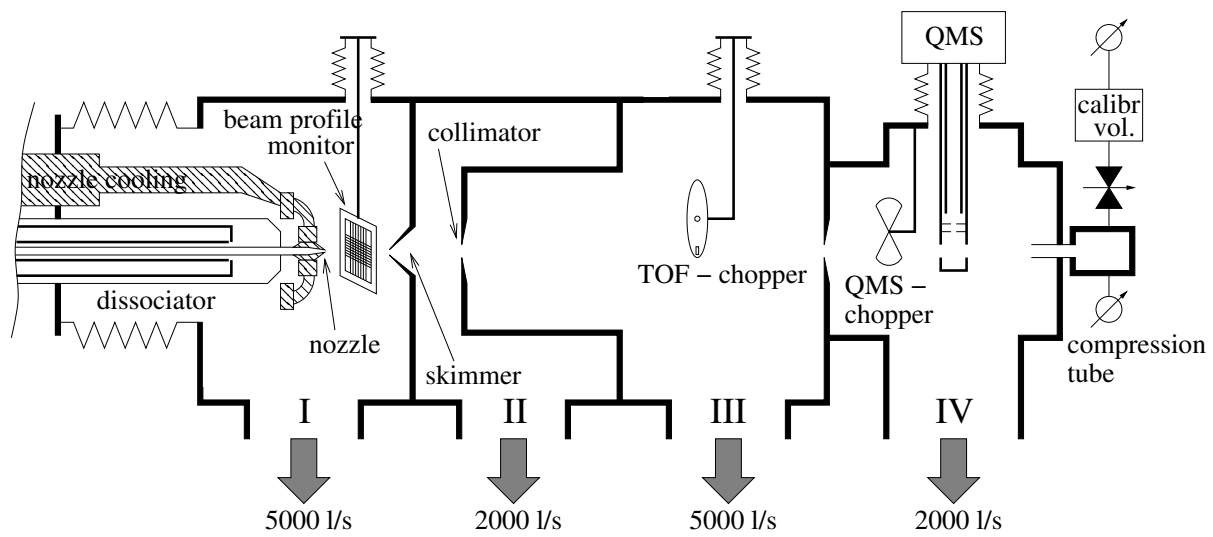 QMS
beam profile
monitor
collimator
calibr
vol.
nozzle cooling
TOF – chopper
QMS –
chopper
dissociator
nozzle
skimmer
compression
tube
I
II
III
IV
5000 l/s
2000 l/s
5000 l/s
2000 l/s